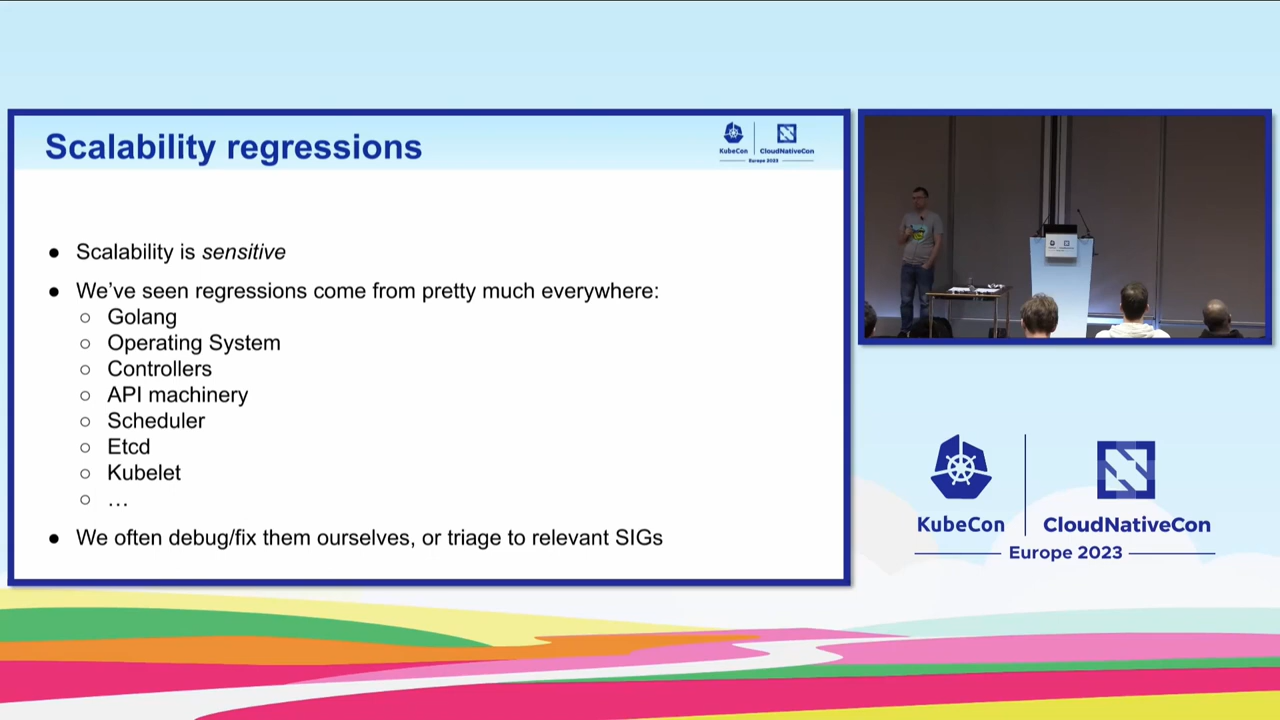 Scalability regressions
KubeCon
CloudNativeCon
Europe 2023
● Scalability is sensitive
● We’ve seen regressions come from pretty much everywhere:
○ Golang
○ Operating System
○ Controllers
○ API machinery
○ Scheduler
○ Etcd
○ Kubelet
○ …
● We often debug/fix them ourselves, or triage to relevant SIGs
KubeCon
CloudNativeCon
Europe 2023